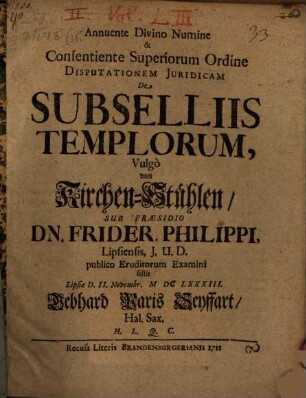 Annuente Divino Numine
&
Consentiente Superiorum Ordine
DISPUTATIONEM JURIDICAM
De
SUBSELLIIS
TEMPLORUM,
Vulgò
von
Kirchen-Stühlen/
SUB PRÆSIDIO
DN. FRIDER. PHILIPPI,
Lipsiensis, J. U. D.
publico Eruditorum Examini
sistit
Lipsiæ D. II. Novembr. M DC LXXXIII.
Gebhard Paris Seyffart/
Hal. Sax.
H. L. Q. C.
Recusa Literis BRANDENBURGERIANIS 1711